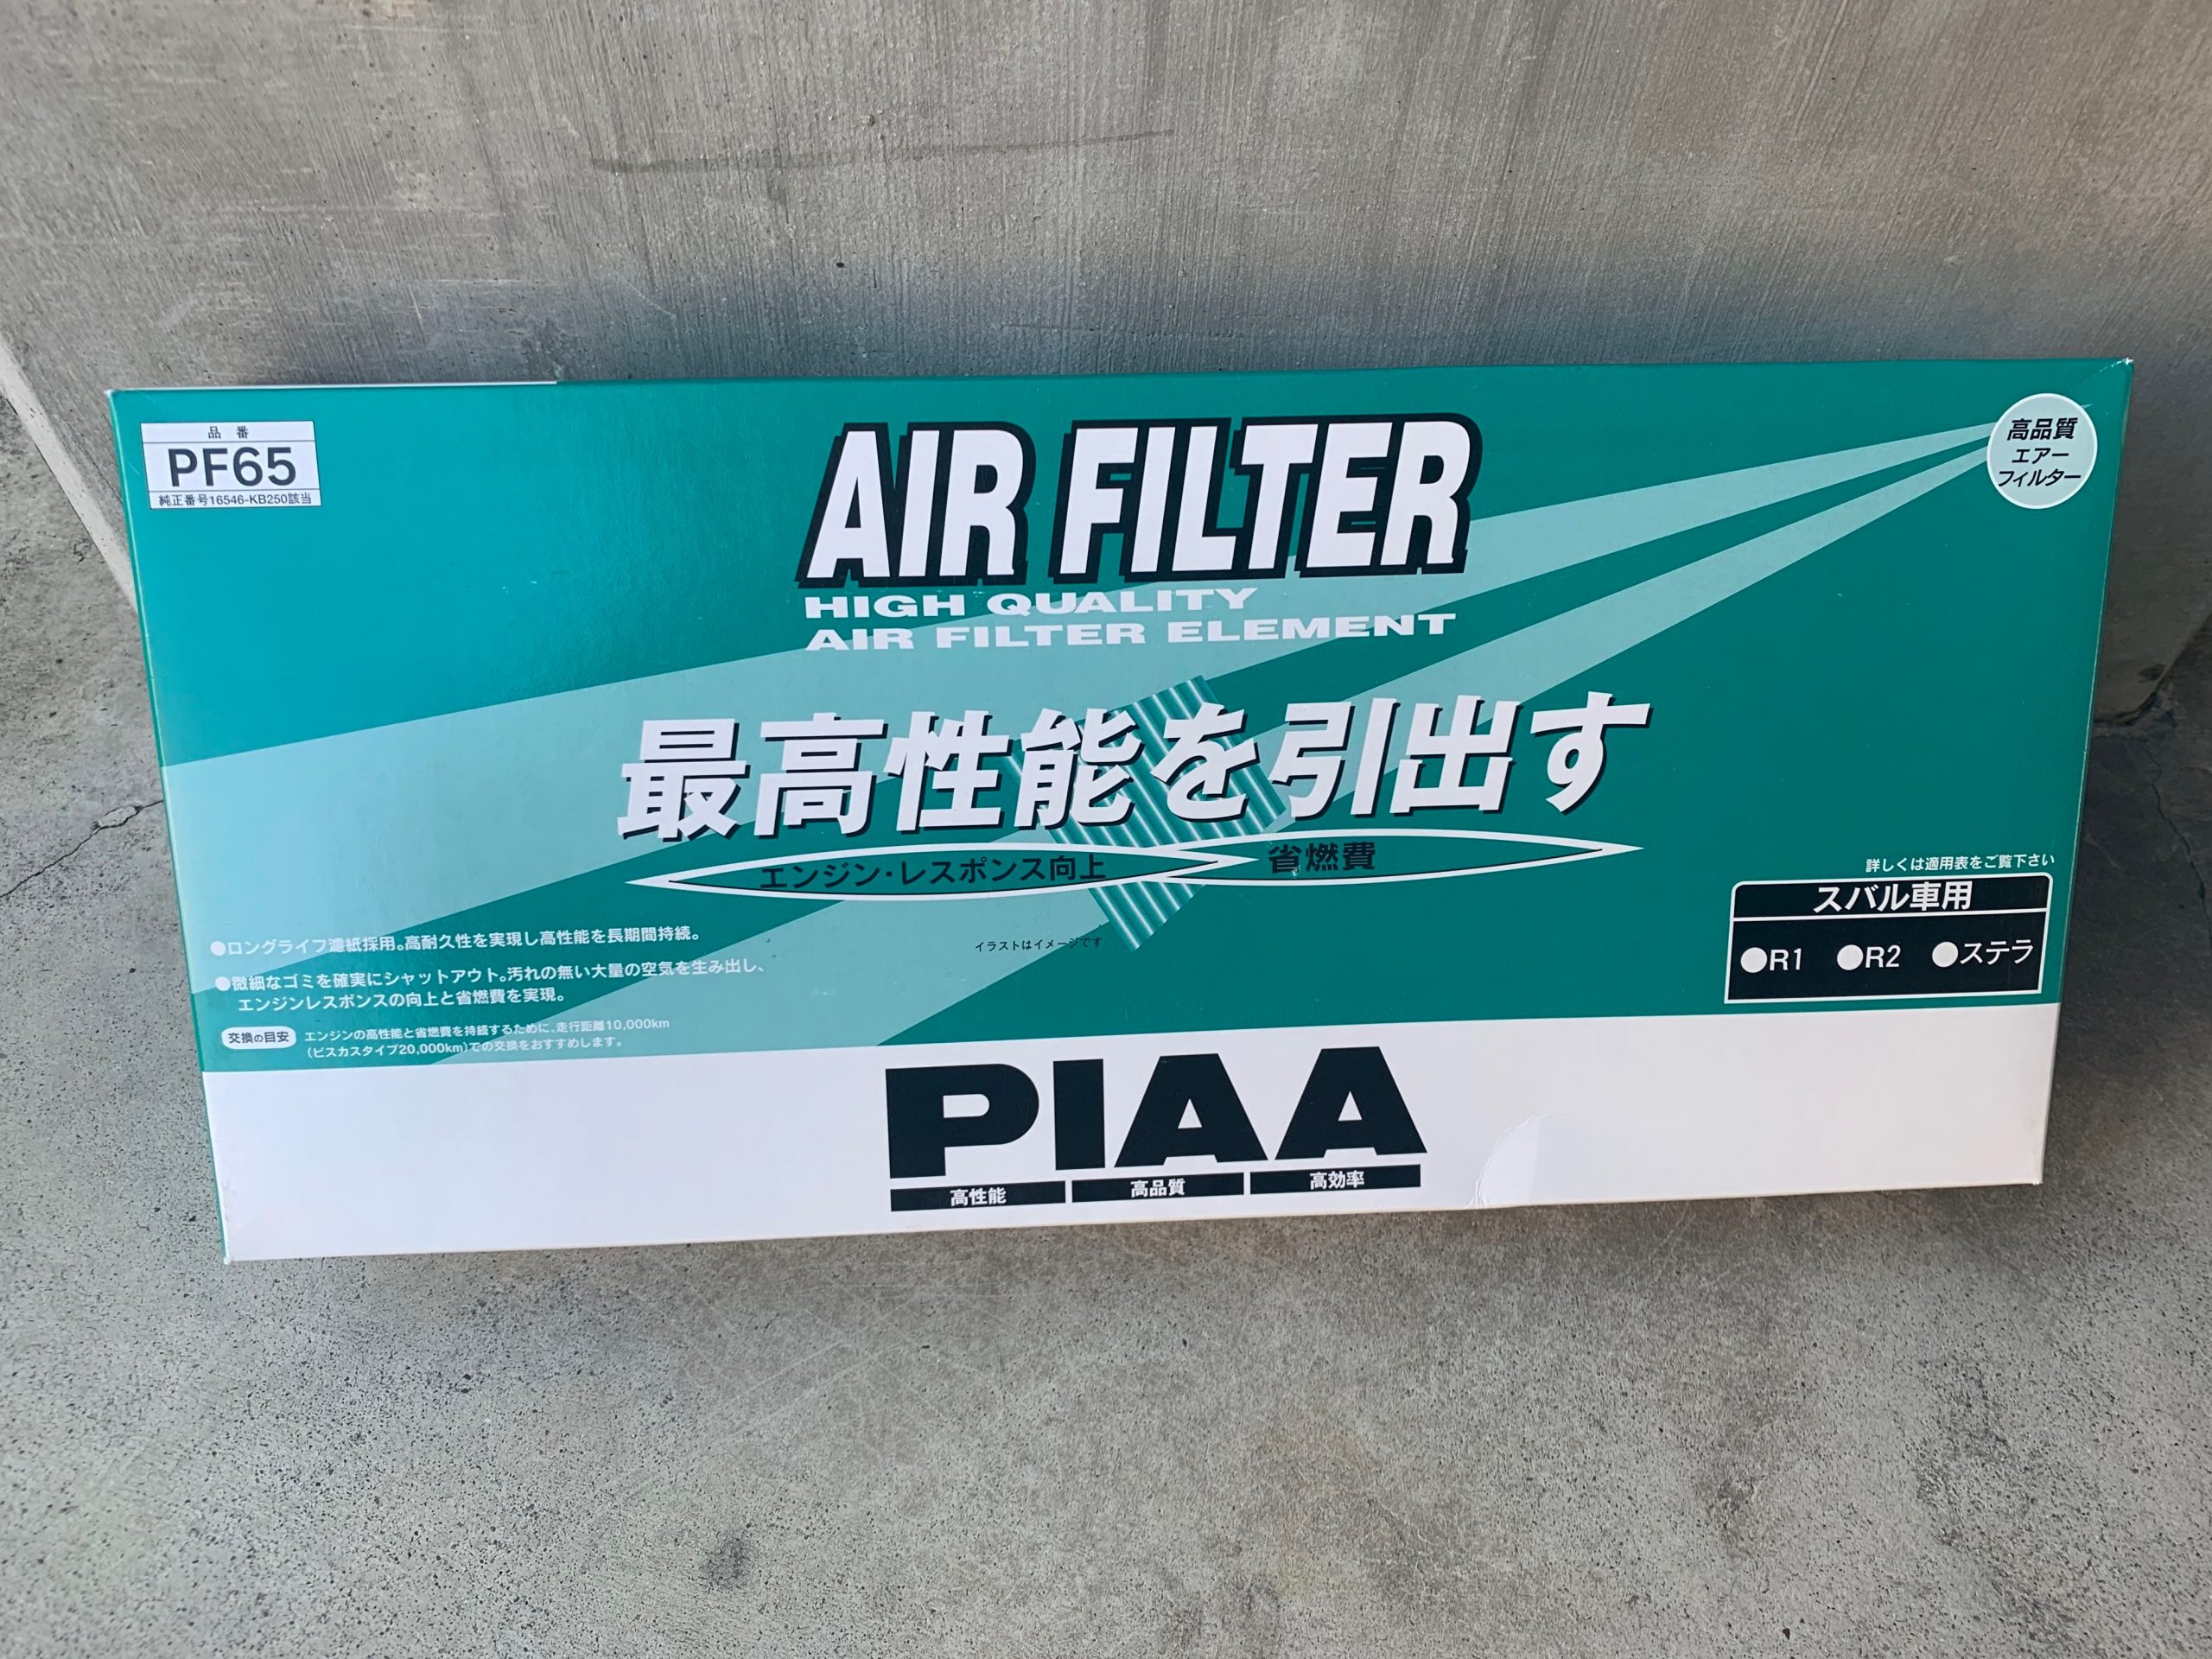 品番
PF65
純正番号16546-KB250該当
AIR FILTER
HIGH QUALITY
AIR FILTER ELEMENT
高品質
エアー
フィルター
最高性能を引出す
エンジン・レスポンス向上
省燃費
●ロングライフ濾紙採用。高耐久性を実現し高性能を長期間持続。
●微細なゴミを確実にシャットアウト。汚れの無い大量の空気を生み出し、
エンジンレスポンスの向上と省燃費を実現。
交換の目安
エンジンの高性能と省燃費を持続するために、走行距離10,000km
（ビスカスタイプ20,000km）での交換をおすすめします。
イラストはイメージです
詳しくは適用表をご覧下さい
スバル車用
●R1 ●R2 ●ステラ
PIAA
高性能 高品質 高効率